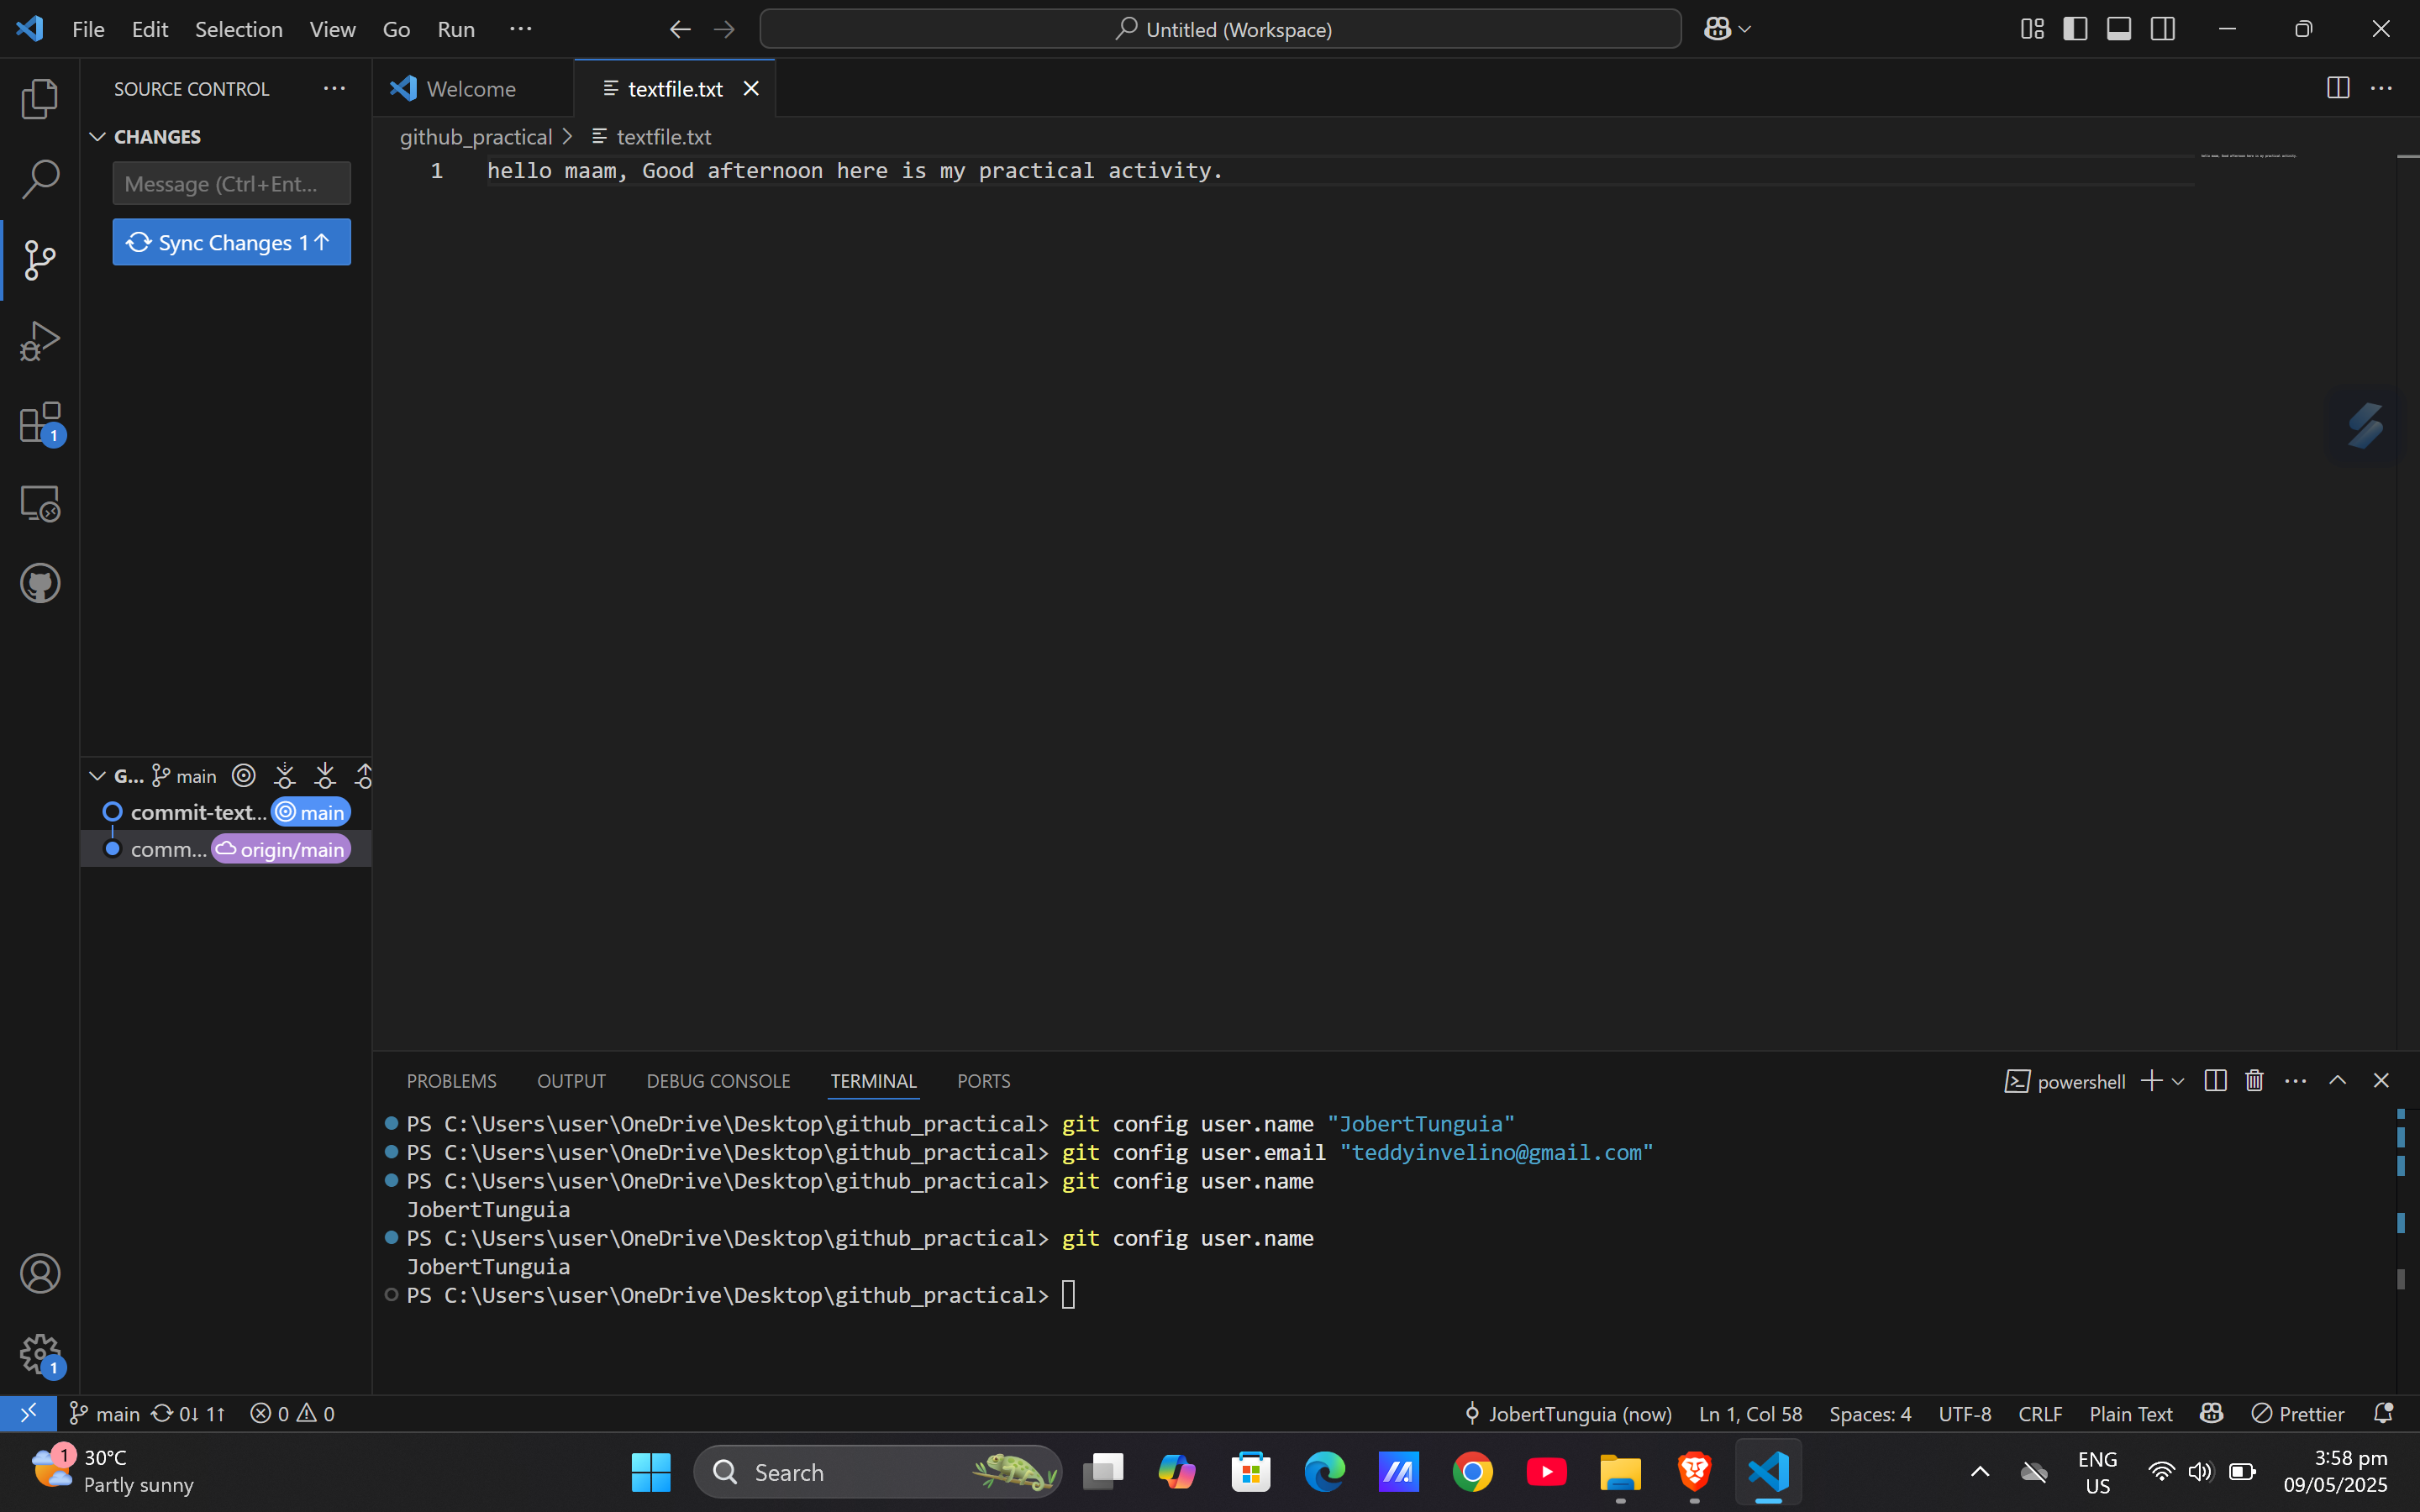 File Edit Selection View Go Run ···
Untitled (Workspace)
SOURCE CONTROL
Welcome
textfile.txt
CHANGES
github_practical > textfile.txt
Message (Ctrl+Ent...
1 hello maam, Good afternoon here is my practical activity.
Sync Changes 1↑
1
G... main
commit-text... main
comm... origin/main
PROBLEMS OUTPUT DEBUG CONSOLE TERMINAL PORTS
powershell
PS C:\Users\user\OneDrive\Desktop\github_practical> git config user.name "JobertTunguia"
PS C:\Users\user\OneDrive\Desktop\github_practical> git config user.email "teddyinvelino@gmail.com"
PS C:\Users\user\OneDrive\Desktop\github_practical> git config user.name
JobertTunguia
PS C:\Users\user\OneDrive\Desktop\github_practical> git config user.name
JobertTunguia
PS C:\Users\user\OneDrive\Desktop\github_practical>
1
main 0↓ 1↑ 0 0
JobertTunguia (now) Ln 1, Col 58 Spaces: 4 UTF-8 CRLF Plain Text Prettier
1
30°C
Partly sunny
Search
ENG
US
3:58 pm
09/05/2025